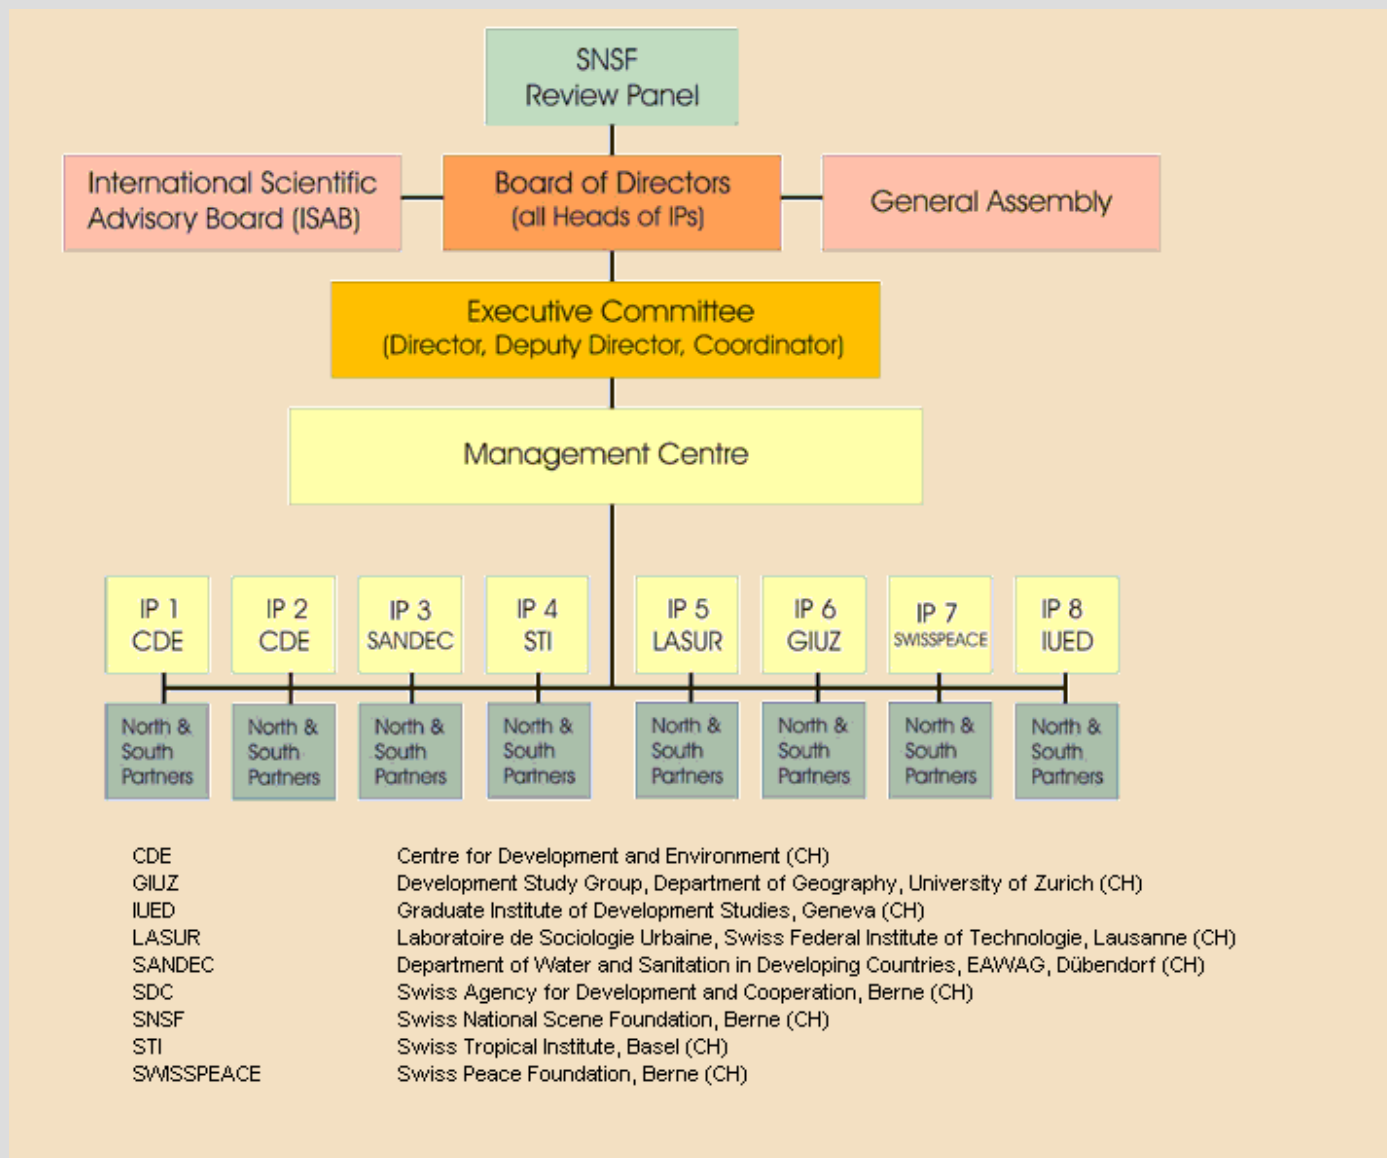 SNSF
Review Panel
International Scientific
Advisory Board (ISAB)
Board of Directors
(all Heads of IPs)
General Assembly
Executive Committee
(Director, Deputy Director, Coordinator)
Management Centre
IP 1
CDE
IP 2
CDE
IP 3
SANDEC
IP 4
STI
IP 5
LASUR
IP 6
GIUZ
IP 7
SWISSPEACE
IP 8
IUED
North &
South
Partners
North &
South
Partners
North &
South
Partners
North &
South
Partners
North &
South
Partners
North &
South
Partners
North &
South
Partners
North &
South
Partners
CDE Centre for Development and Environment (CH)
GIUZ Development Study Group, Department of Geography, University of Zurich (CH)
IUED Graduate Institute of Development Studies, Geneva (CH)
LASUR Laboratoire de Sociologie Urbaine, Swiss Federal Institute of Technologie, Lausanne (CH)
SANDEC Department of Water and Sanitation in Developing Countries, EAWAG, Dübendorf (CH)
SDC Swiss Agency for Development and Cooperation, Berne (CH)
SNSF Swiss National Scene Foundation, Berne (CH)
STI Swiss Tropical Institute, Basel (CH)
SWISSPEACE Swiss Peace Foundation, Berne (CH)